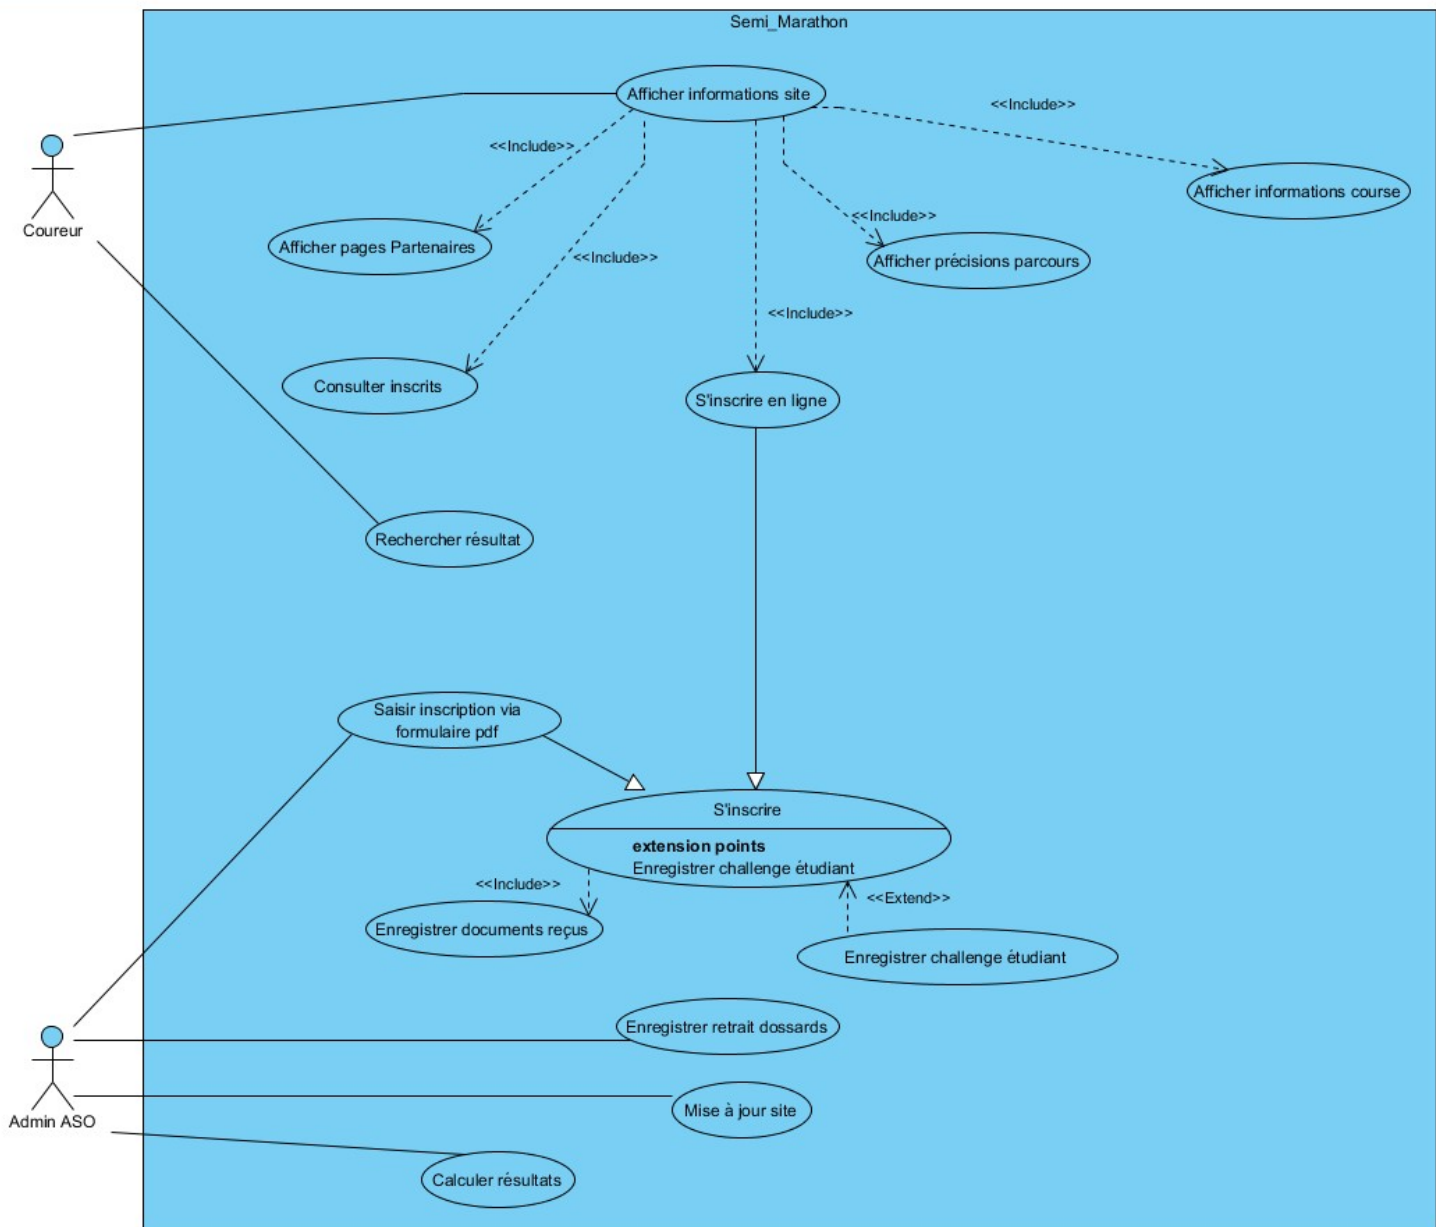 Semi_Marathon
Afficher informations site
<<Include>>
<<Include>>
Afficher informations course
Coureur
<<Include>>
Afficher pages Partenaires
<<Include>>
Afficher précisions parcours
<<Include>>
Consulter inscrits
S'inscrire en ligne
Rechercher résultat
Saisir inscription via
formulaire pdf
S'inscrire
extension points
Enregistrer challenge étudiant
<<Include>>
<<Extend>>
Enregistrer documents reçus
Enregistrer challenge étudiant
Enregistrer retrait dossards
Admin ASO
Mise à jour site
Calculer résultats